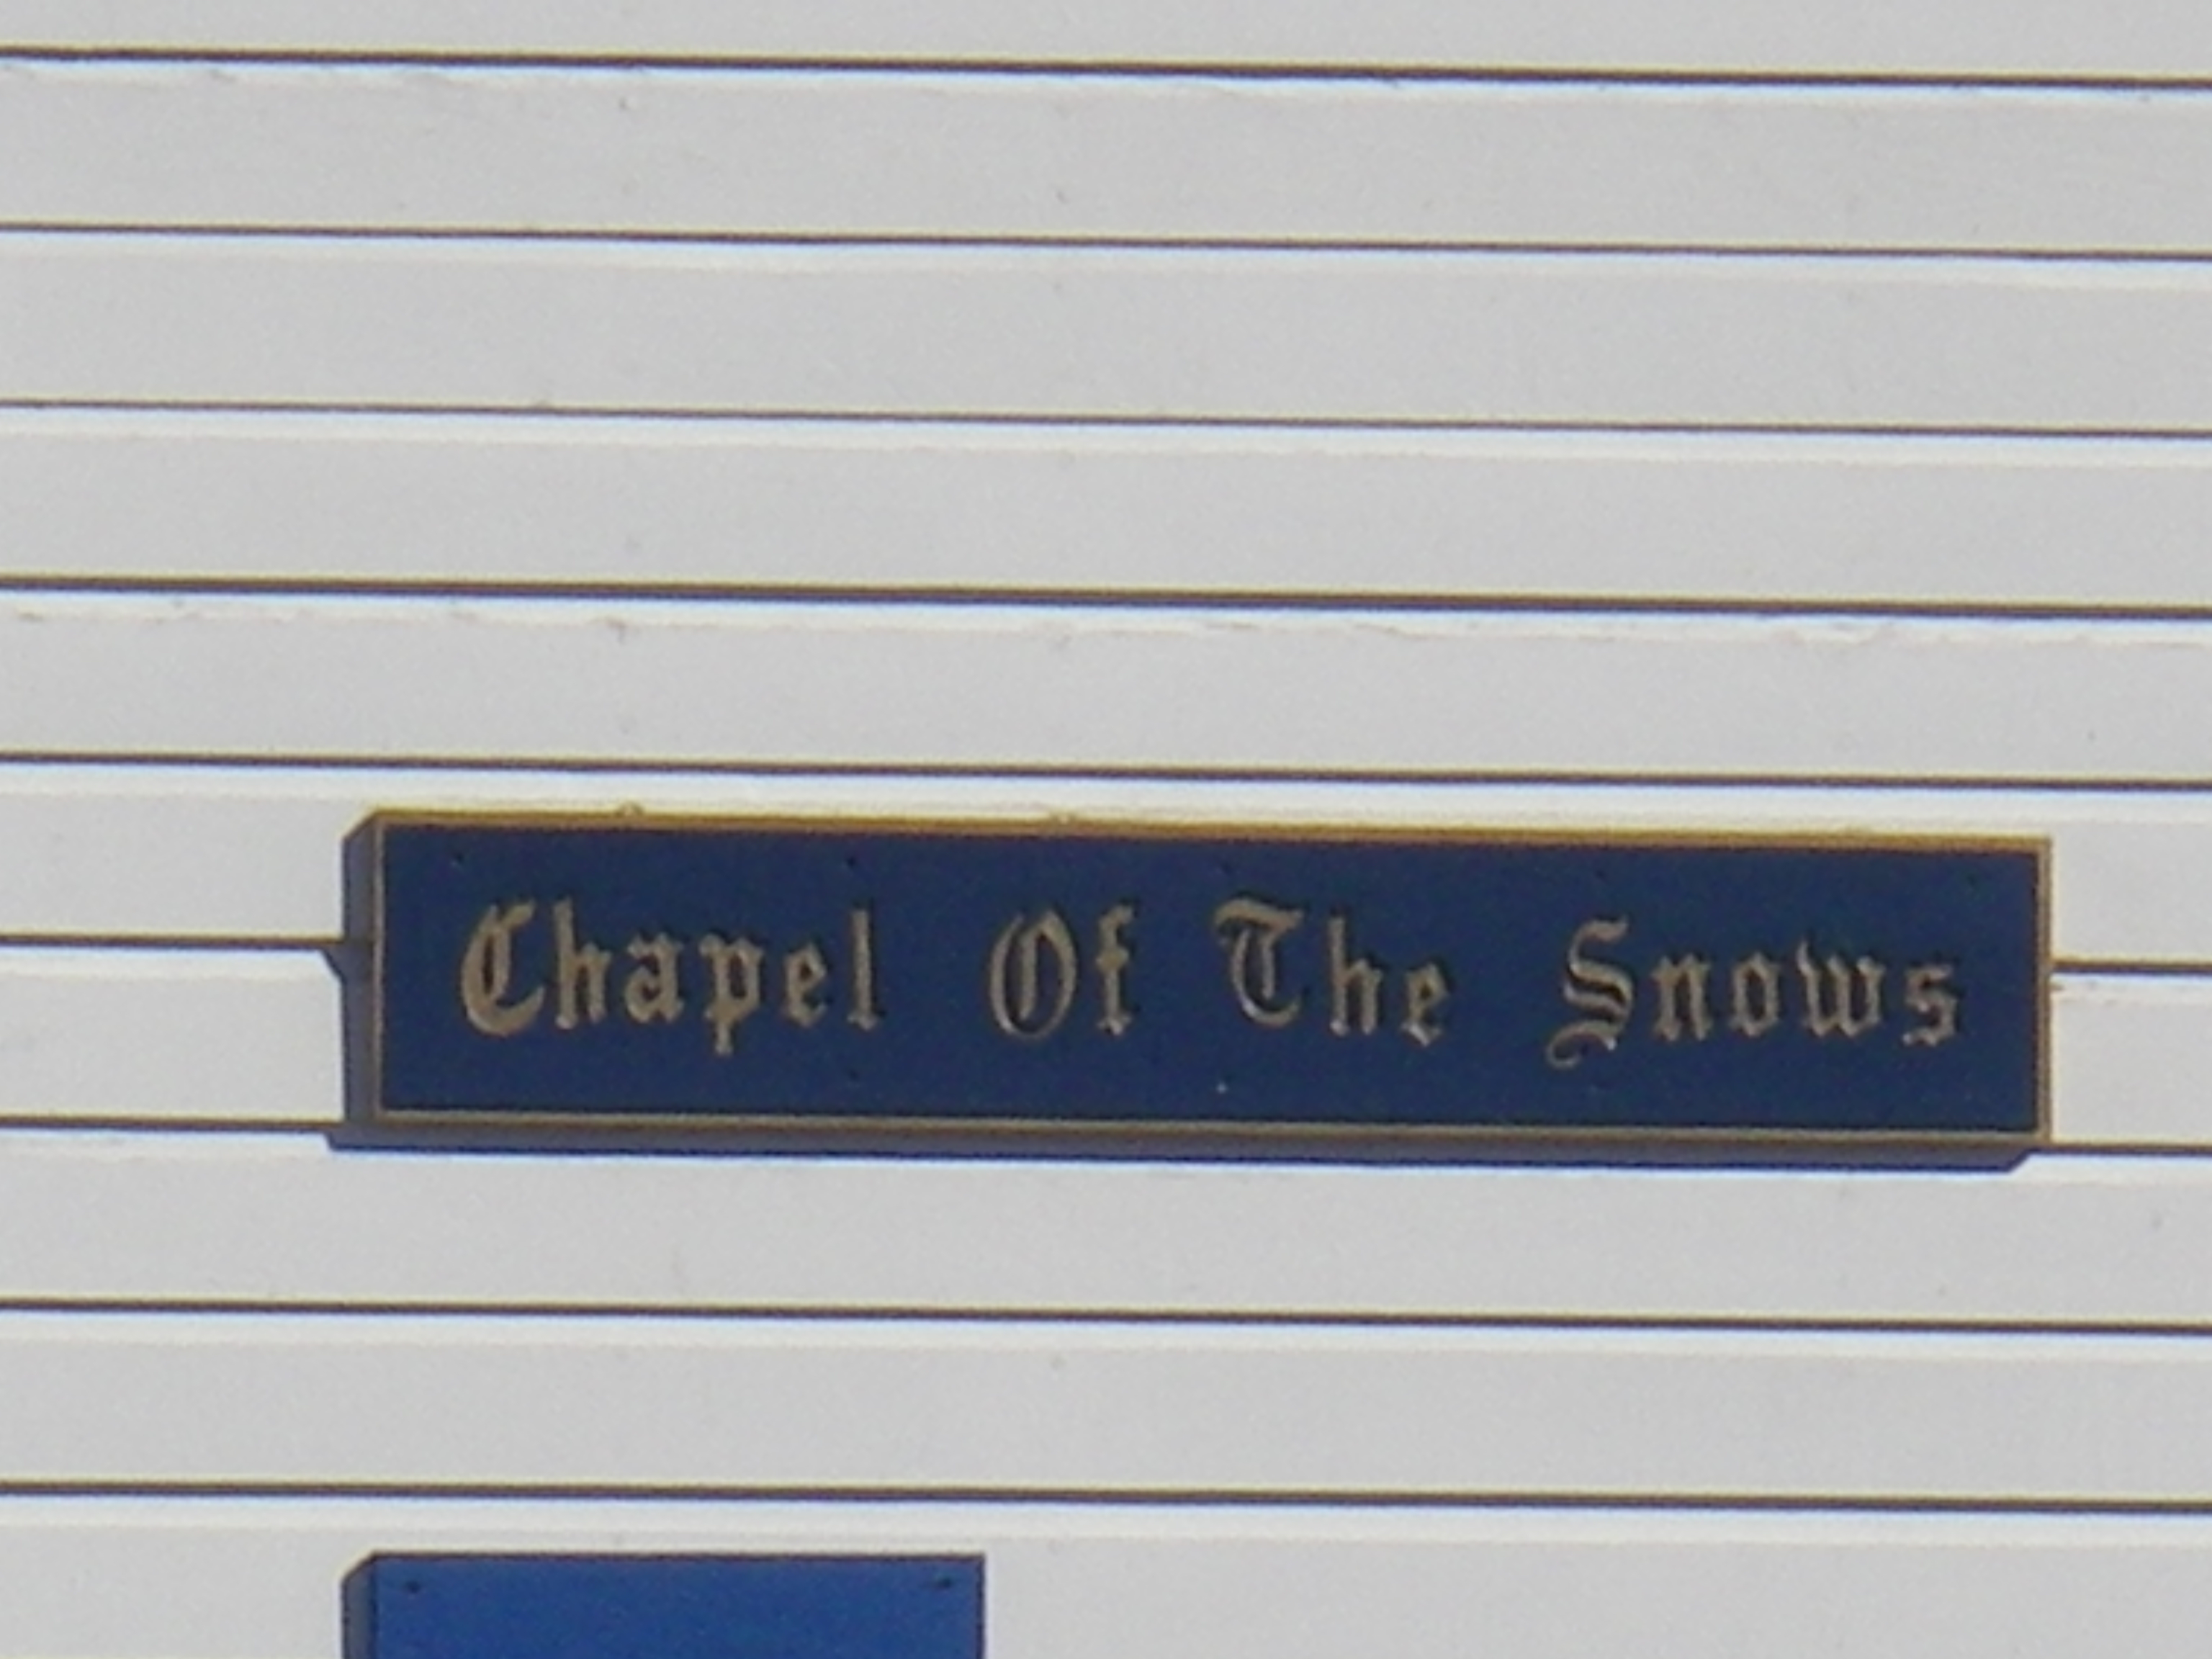 Chapel Of The Snows